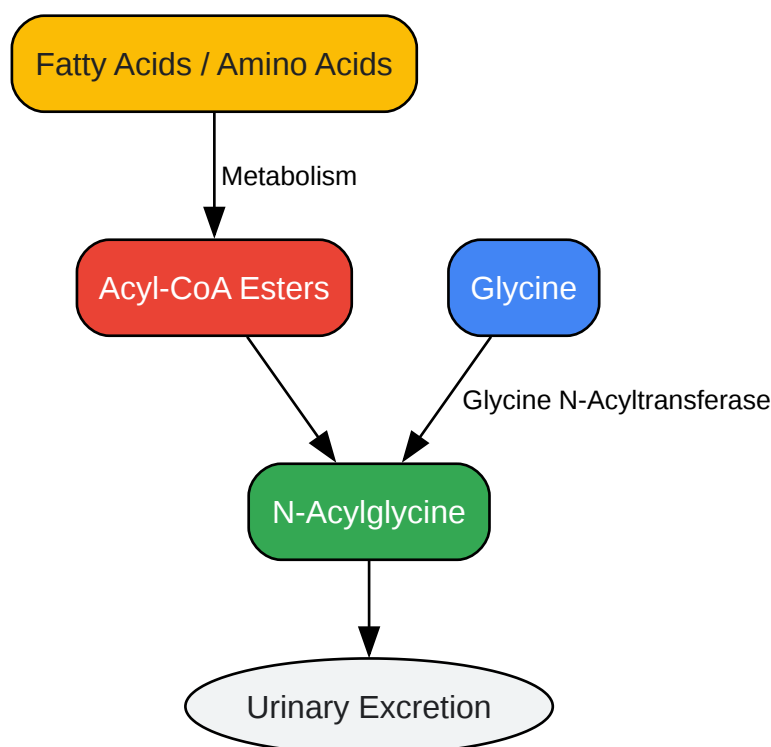 Fatty Acids / Amino Acids
Metabolism
Acyl-CoA Esters
Glycine
Glycine N-Acyltransferase
N-Acylglycine
Urinary Excretion